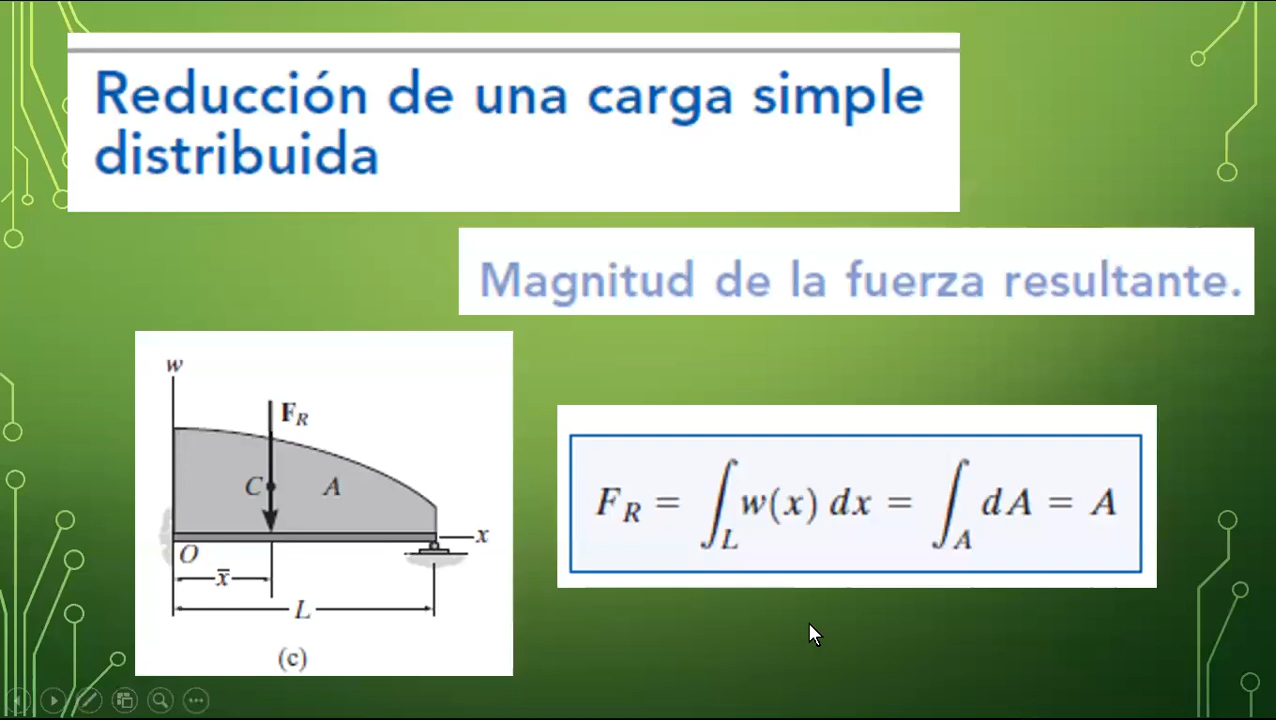 Reducción de una carga simple
distribuida
Magnitud de la fuerza resultante.
w
F_R
C
A
x
O
x̄
L
(c)
F_R = ∫_L w(x) dx = ∫_A dA = A